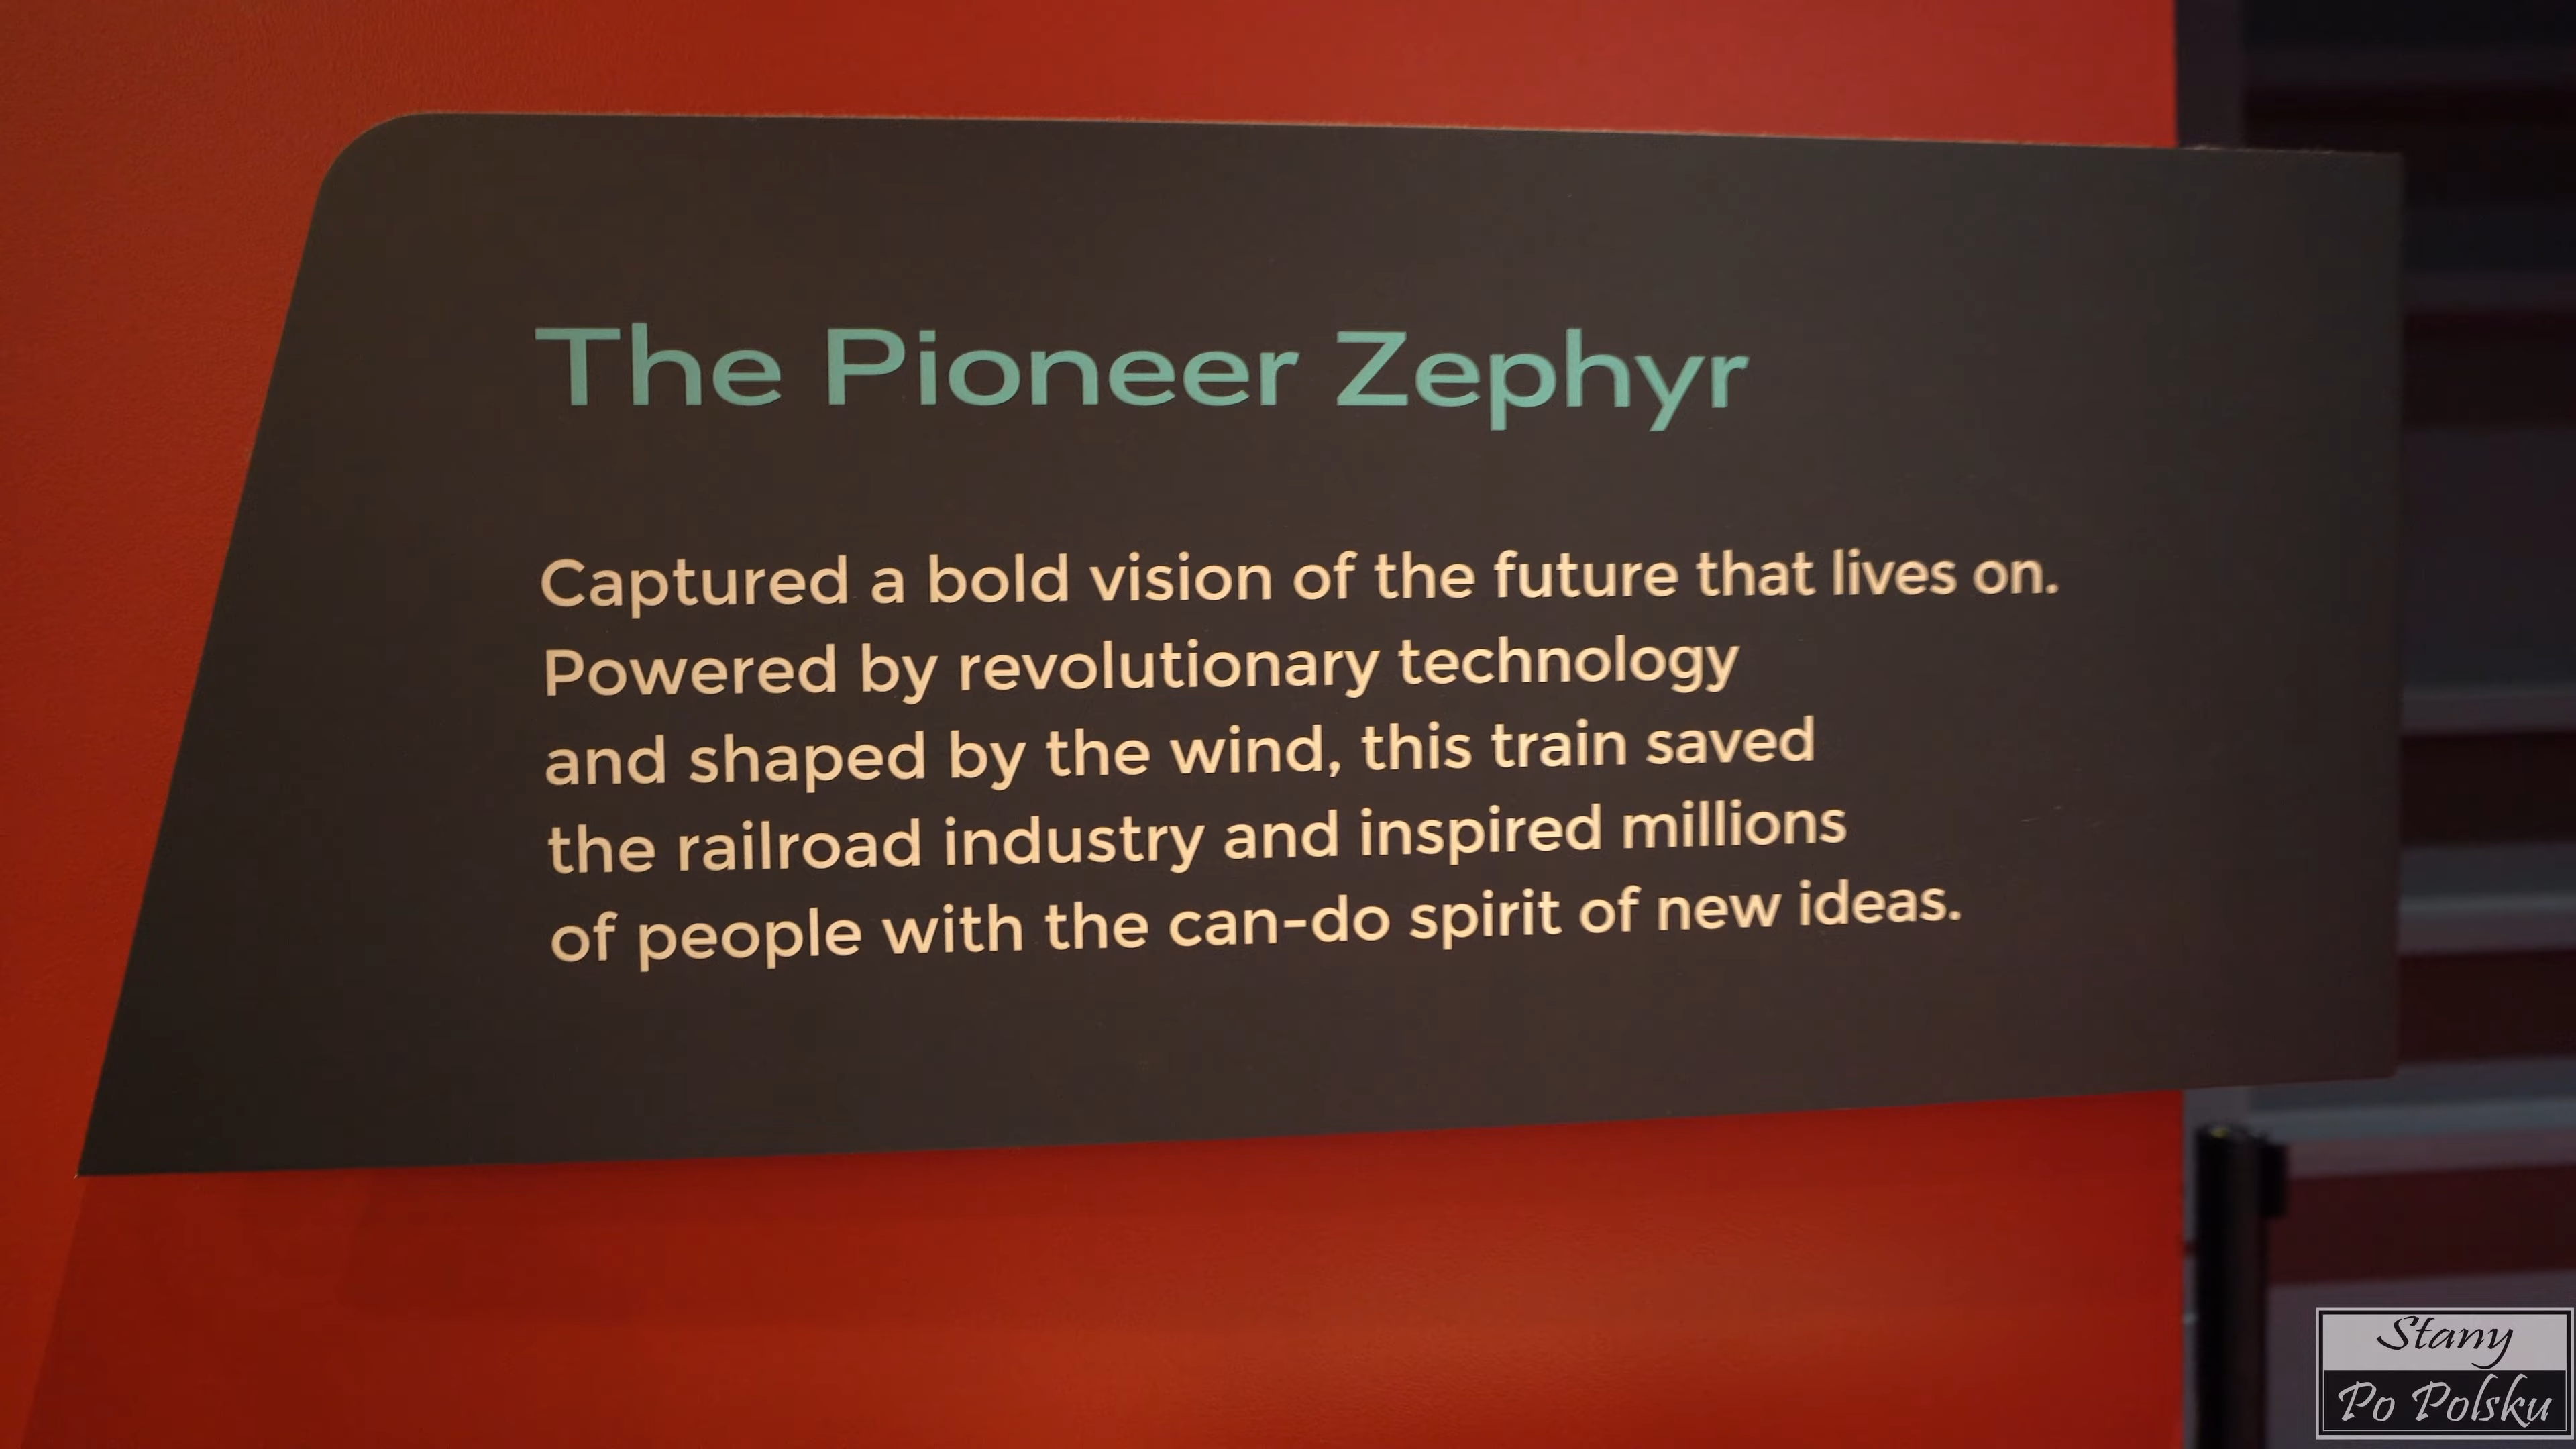 The Pioneer Zephyr
Captured a bold vision of the future that lives on.
Powered by revolutionary technology
and shaped by the wind, this train saved
the railroad industry and inspired millions
of people with the can-do spirit of new ideas.
Stany
Po Polsku